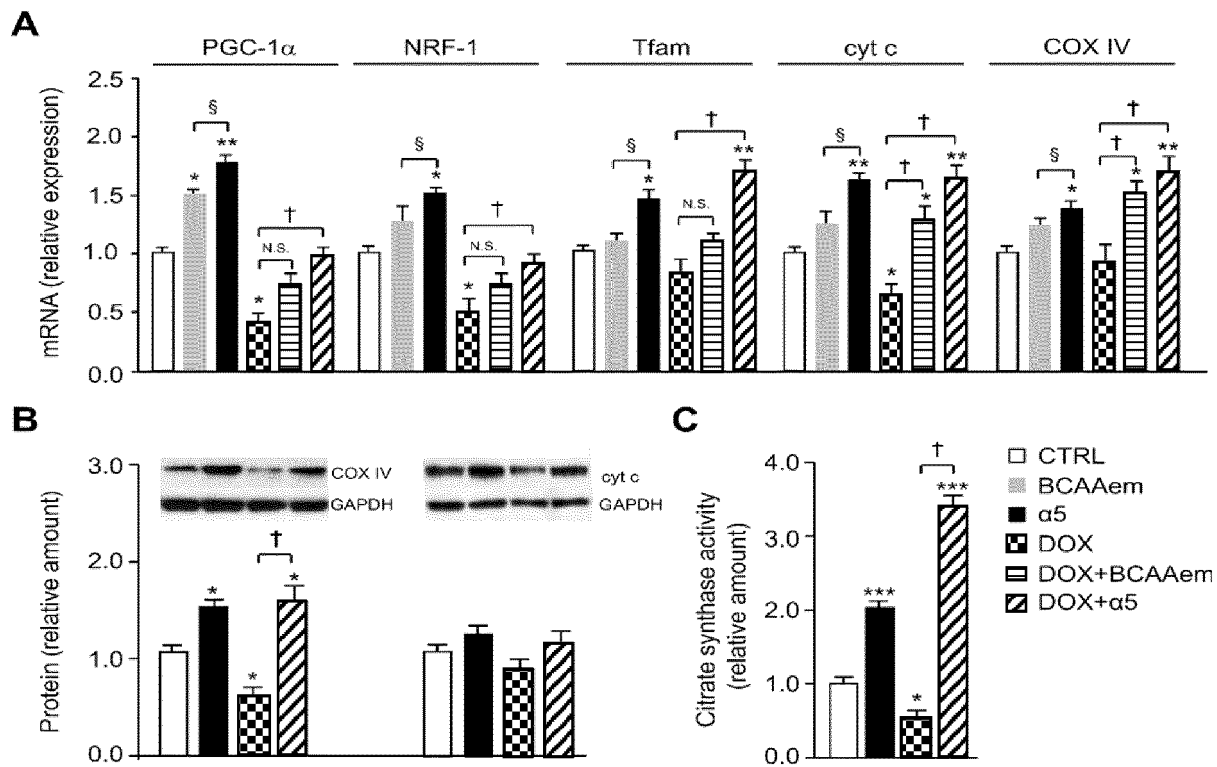 A
PGC-1α NRF-1 Tfam cyt c COX IV
mRNA (relative expression)
2.5
2.0
1.5
1.0
0.5
0.0
* § ** * N.S. †
§ * * N.S. †
§ * N.S. † **
§ ** * † * † **
§ * † * † **
B
Protein (relative amount)
3.0
2.0
1.0
0.0
COX IV
GAPDH
* * † *
cyt c
GAPDH
C
Citrate synthase activity
(relative amount)
4.0
3.0
2.0
1.0
0.0
*** * † ***
CTRL
BCAAem
α5
DOX
DOX+BCAAem
DOX+α5